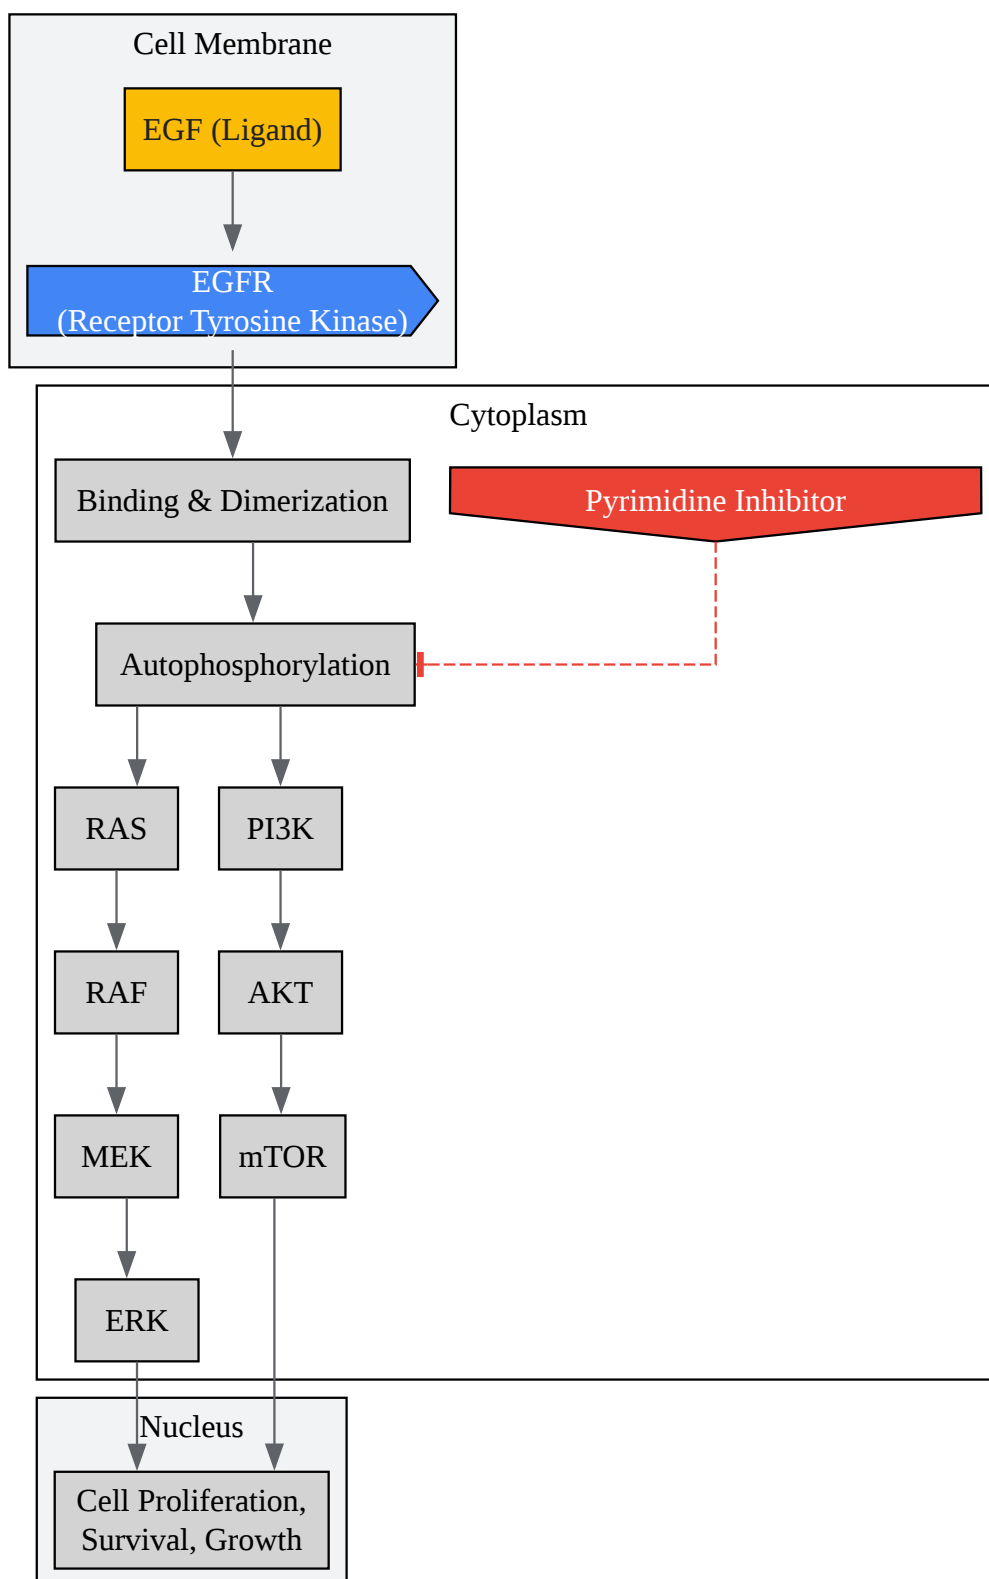 Cell Membrane
EGF (Ligand)
EGFR
(Receptor Tyrosine Kinase)
Cytoplasm
Binding & Dimerization
Pyrimidine Inhibitor
Autophosphorylation
RAS
PI3K
RAF
AKT
MEK
mTOR
ERK
Nucleus
Cell Proliferation,
Survival, Growth